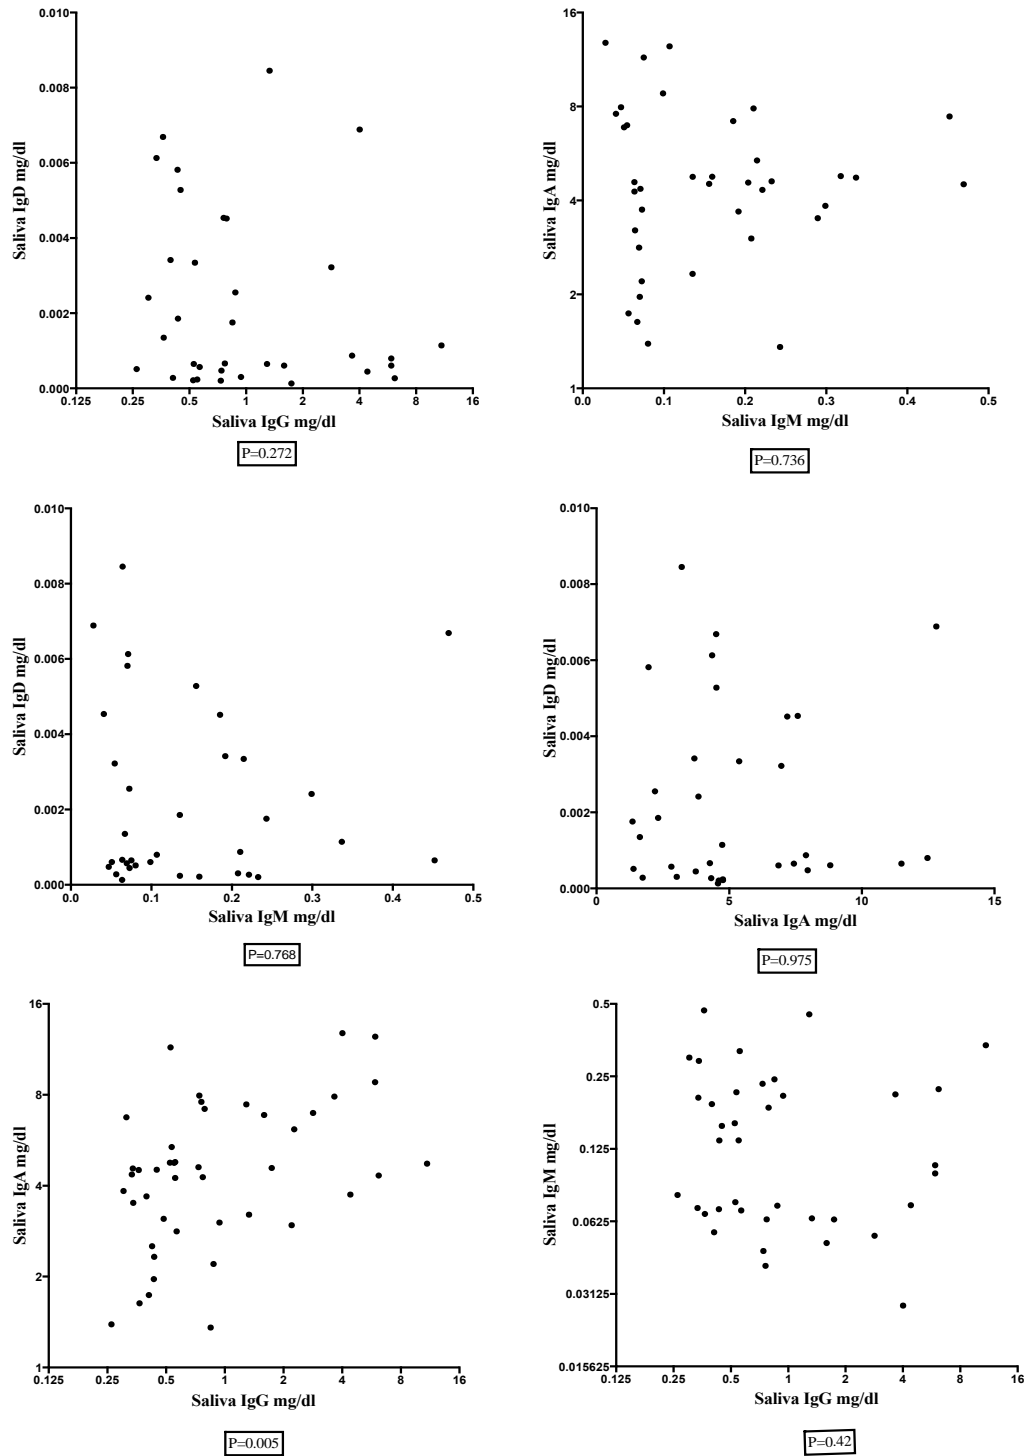 0.010
0.008
0.006
0.004
0.002
0.000
Saliva IgD mg/dl
0.125 0.25 0.5 1 2 4 8 16
Saliva IgG mg/dl
P=0.272
16
8
4
2
1
Saliva IgA mg/dl
0.0 0.1 0.2 0.3 0.4 0.5
Saliva IgM mg/dl
P=0.736
0.010
0.008
0.006
0.004
0.002
0.000
Saliva IgD mg/dl
0.0 0.1 0.2 0.3 0.4 0.5
Saliva IgM mg/dl
P=0.768
0.010
0.008
0.006
0.004
0.002
0.000
Saliva IgD mg/dl
0 5 10 15
Saliva IgA mg/dl
P=0.975
16
8
4
2
1
Saliva IgA mg/dl
0.125 0.25 0.5 1 2 4 8 16
Saliva IgG mg/dl
P=0.005
0.5
0.25
0.125
0.0625
0.03125
0.015625
Saliva IgM mg/dl
0.125 0.25 0.5 1 2 4 8 16
Saliva IgG mg/dl
P=0.42